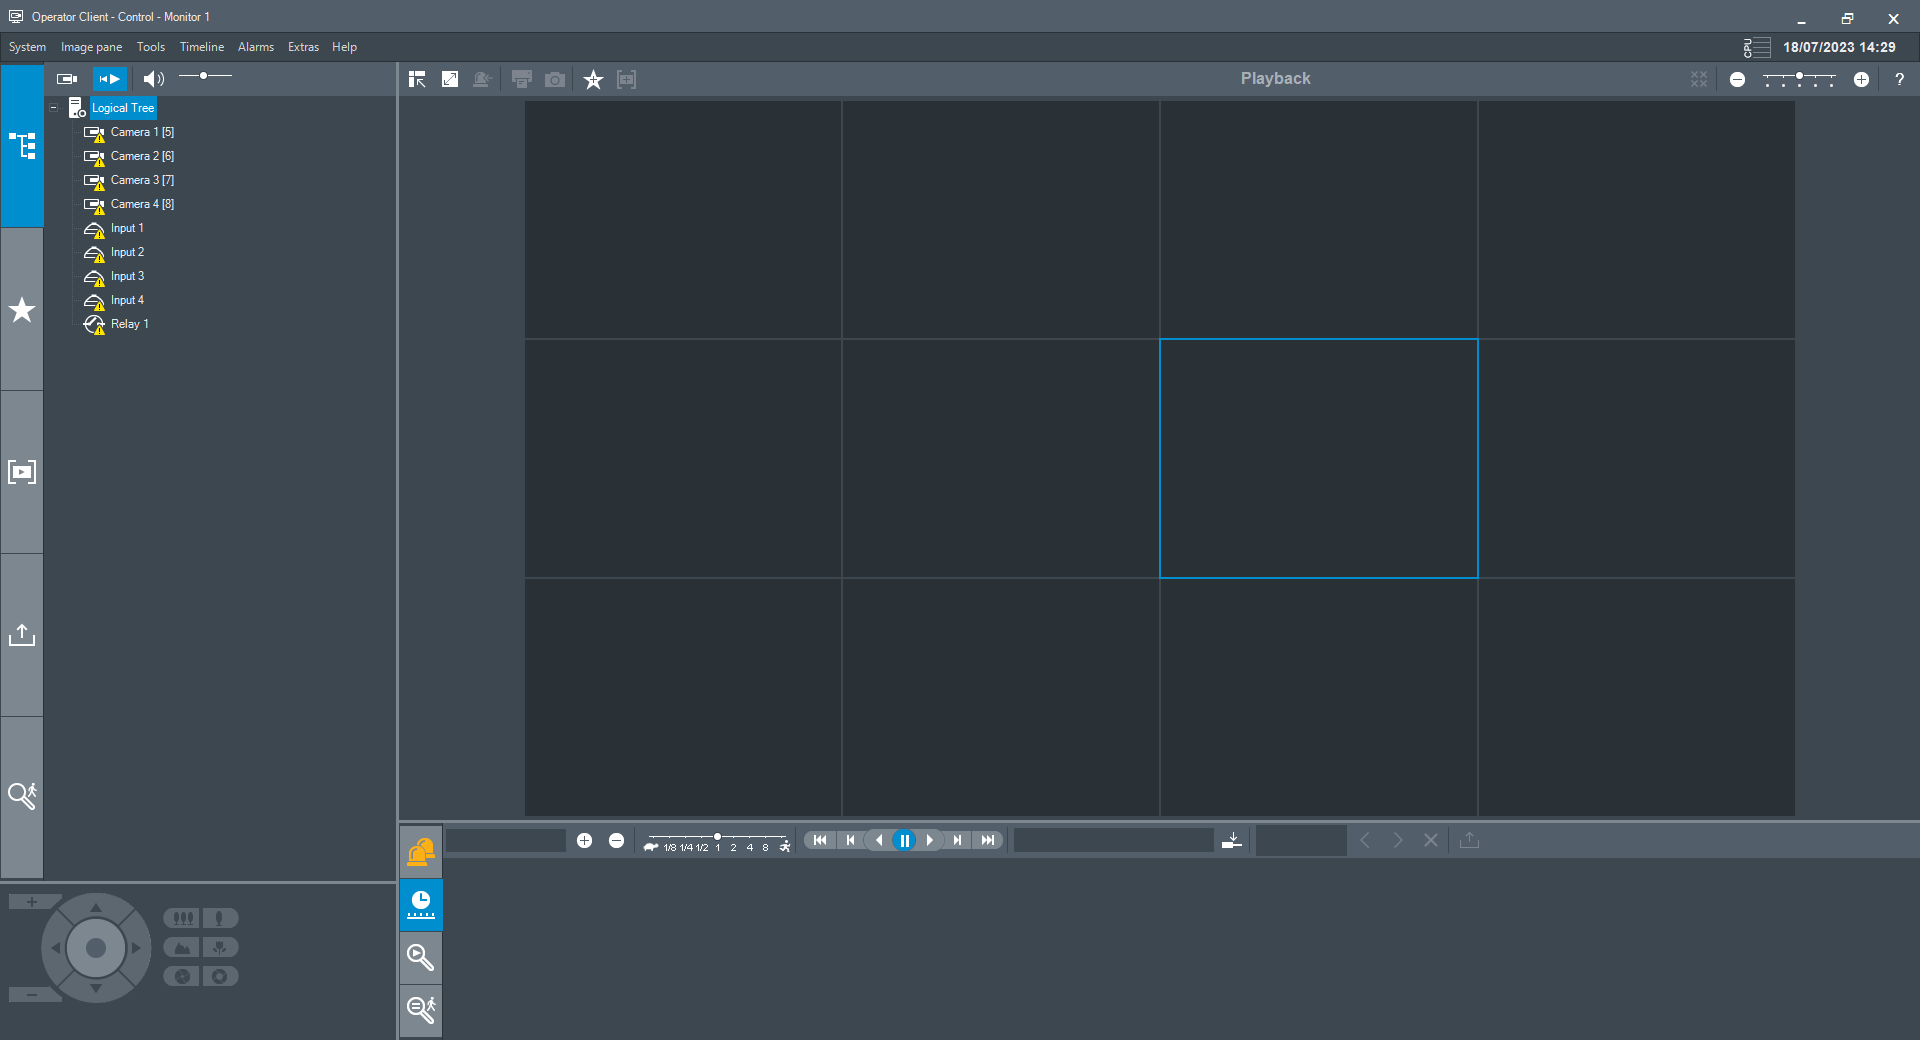 Operator Client - Control - Monitor 1
System Image pane Tools Timeline Alarms Extras Help
CPU 18/07/2023 14:29
Playback
?
Logical Tree
Camera 1 [5]
Camera 2 [6]
Camera 3 [7]
Camera 4 [8]
Input 1
Input 2
Input 3
Input 4
Relay 1
1/8 1/4 1/2 1 2 4 8